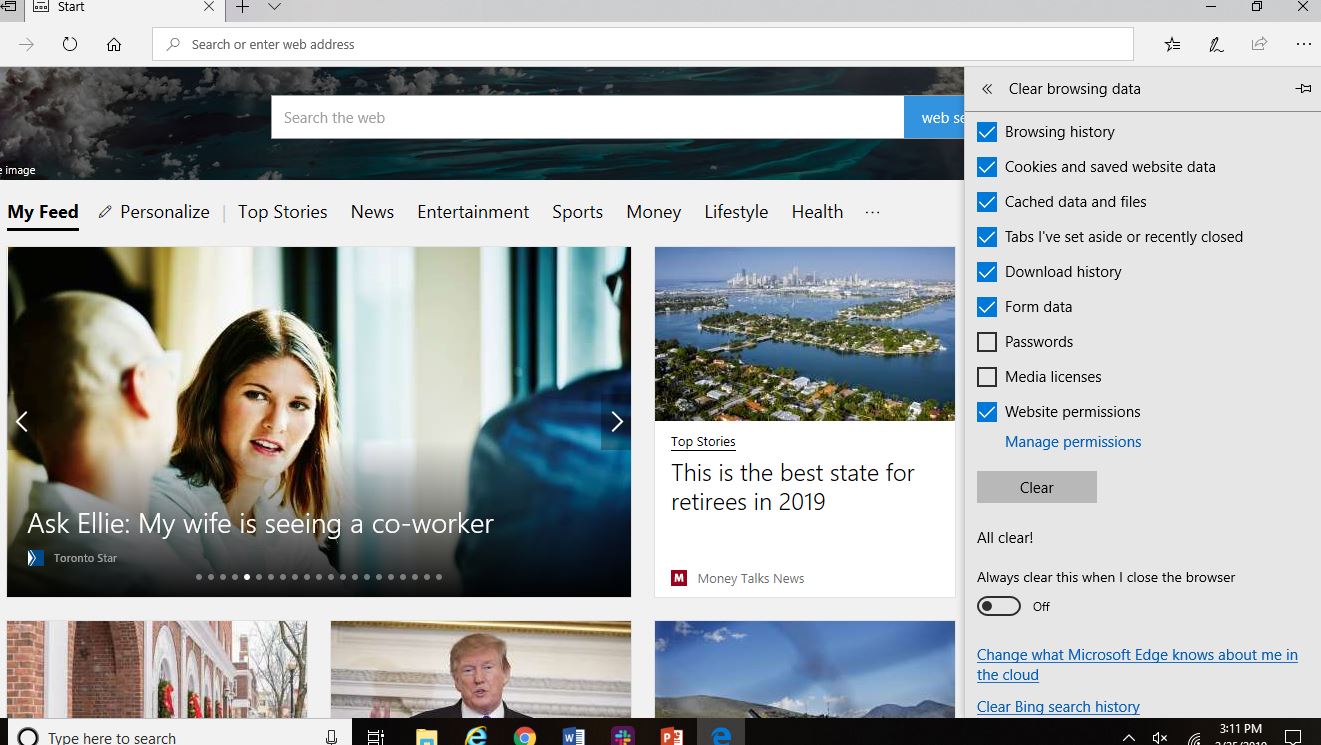 Start
Search or enter web address
Clear browsing data
Search the web
web se
e image
My Feed
Personalize
Top Stories
News
Entertainment
Sports
Money
Lifestyle
Health
Ask Ellie: My wife is seeing a co-worker
Toronto Star
Top Stories
This is the best state for
retirees in 2019
M Money Talks News
Browsing history
Cookies and saved website data
Cached data and files
Tabs I've set aside or recently closed
Download history
Form data
Passwords
Media licenses
Website permissions
Manage permissions
Clear
All clear!
Always clear this when I close the browser
Off
Change what Microsoft Edge knows about me in
the cloud
Clear Bing search history
Type here to search
3:11 PM